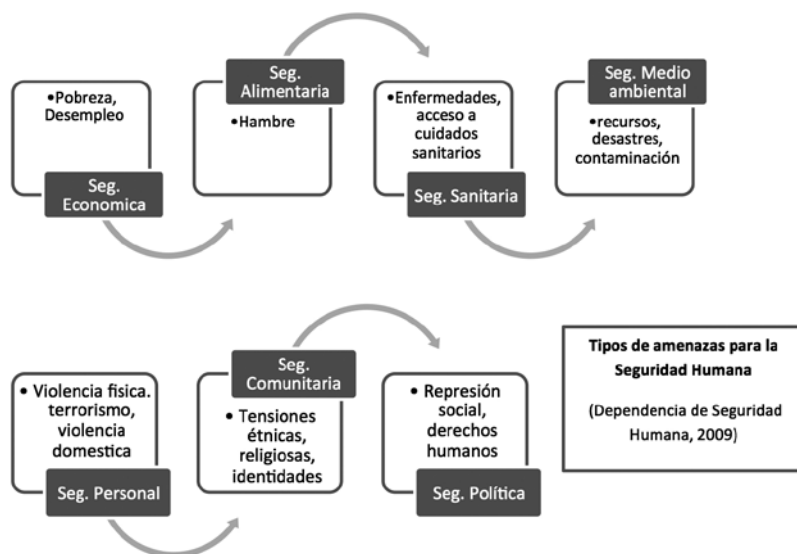 •Pobreza,
Desempleo
Seg.
Economica
Seg.
Alimentaria
•Hambre
•Enfermedades,
acceso a
cuidados
sanitarios
Seg. Sanitaria
Seg. Medio
ambiental
•recursos,
desastres,
contaminación
• Violencia fisica.
terrorismo,
violencia
domestica
Seg. Personal
Seg.
Comunitaria
• Tensiones
étnicas,
religiosas,
identidades
• Represión
social,
derechos
humanos
Seg. Política
Tipos de amenazas para la
Seguridad Humana
(Dependencia de Seguridad
Humana, 2009)